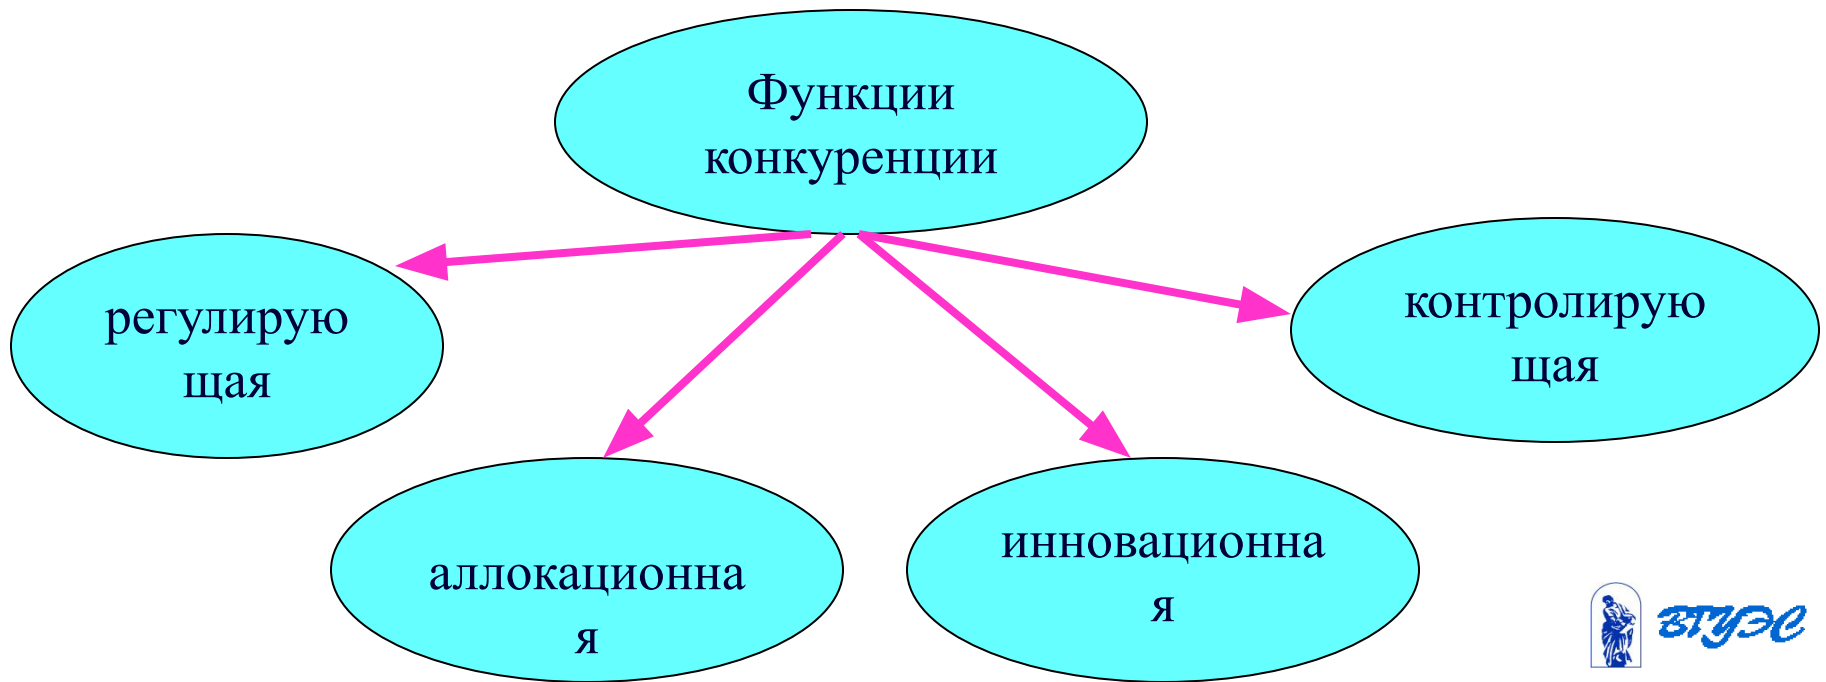 Функции
конкуренции
регулирую
щая
контролирую
щая
аллокационна
я
инновационна
я
ВГУЭС